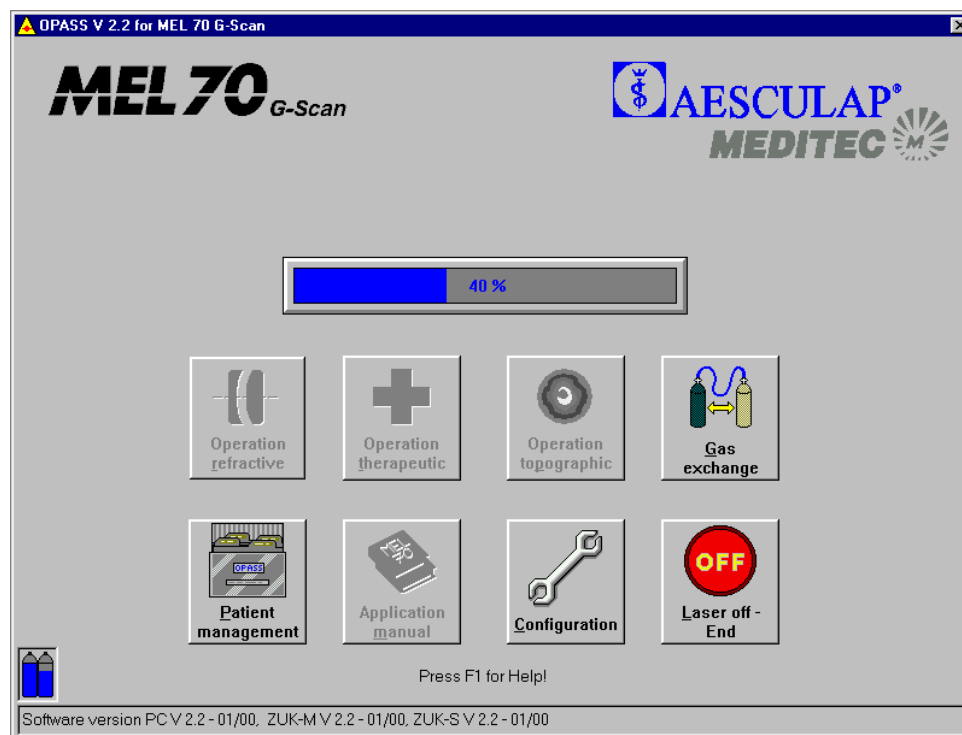 OPASS V 2.2 for MEL 70 G-Scan
MEL 70 G-Scan
AESCULAP®
MEDITEC M
40 %
Operation
refractive
Operation
therapeutic
Operation
topographic
Gas
exchange
OPASS
Patient
management
MEL
70
Application
manual
Configuration
OFF
Laser off -
End
Press F1 for Help!
Software version PC V 2.2 - 01/00, ZUK-M V 2.2 - 01/00, ZUK-S V 2.2 - 01/00